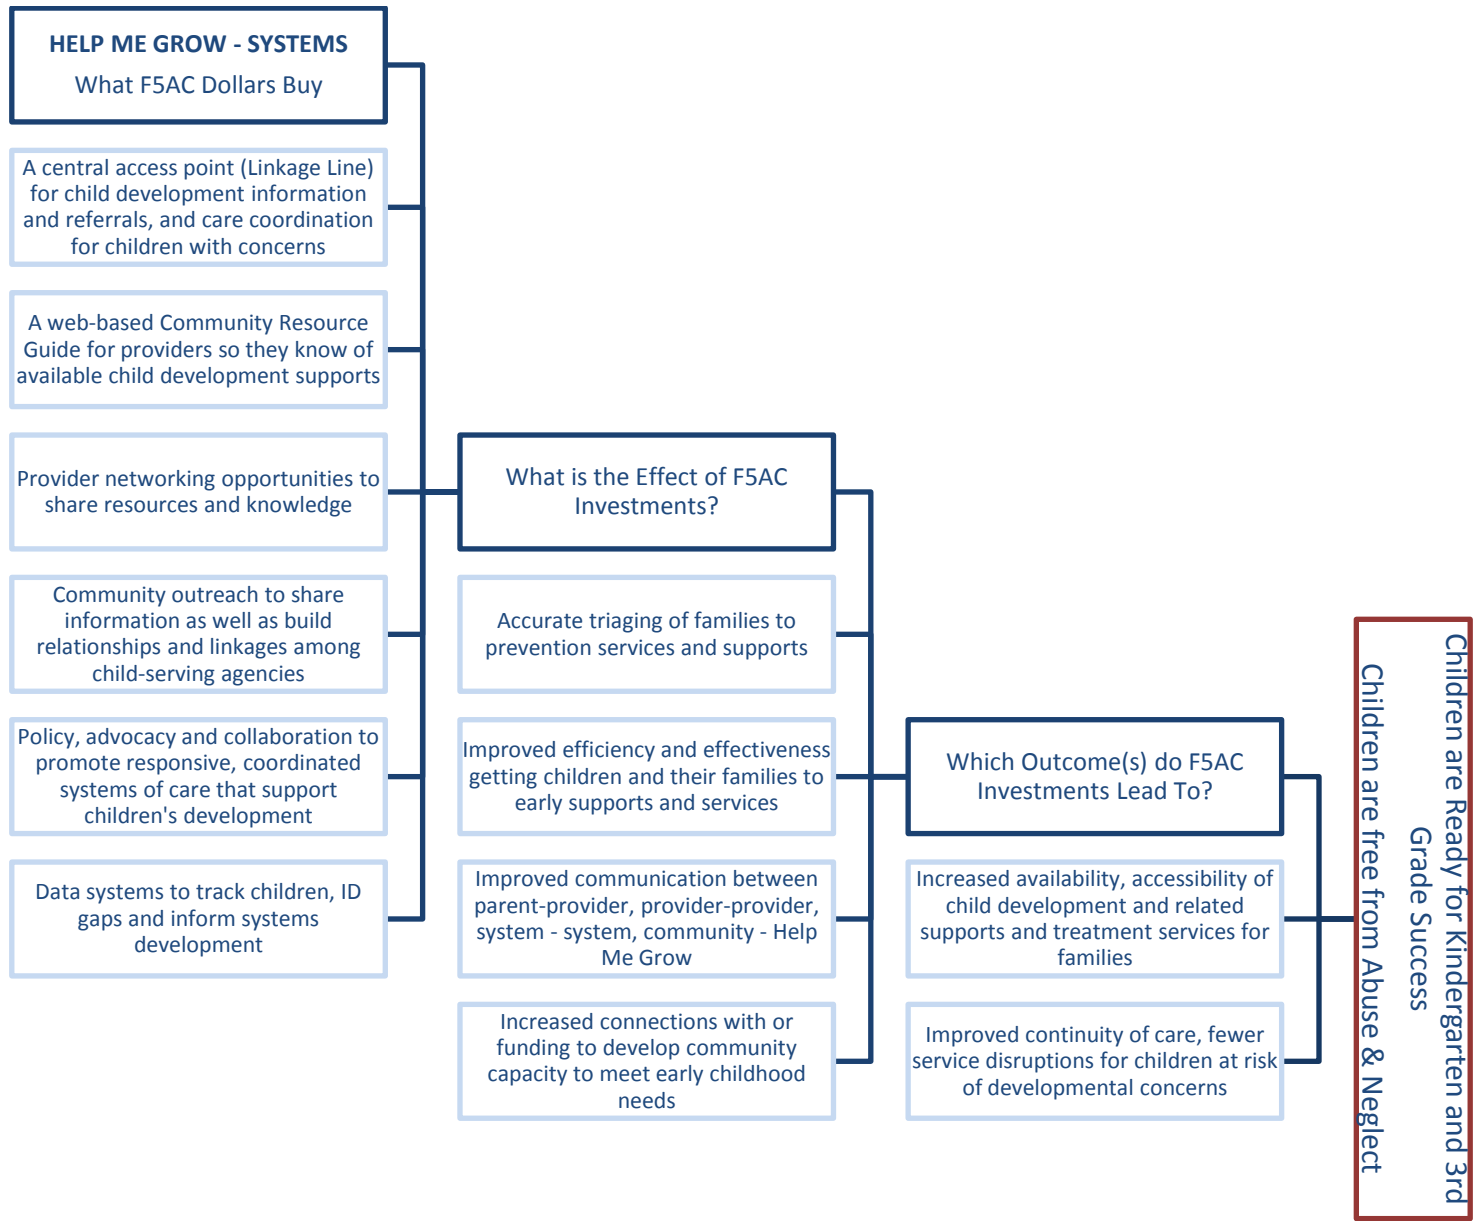 HELP ME GROW - SYSTEMS
What F5AC Dollars Buy
A central access point (Linkage Line)
for child development information
and referrals, and care coordination
for children with concerns
A web-based Community Resource
Guide for providers so they know of
available child development supports
Provider networking opportunities to
share resources and knowledge
Community outreach to share
information as well as build
relationships and linkages among
child-serving agencies
Policy, advocacy and collaboration to
promote responsive, coordinated
systems of care that support
children's development
Data systems to track children, ID
gaps and inform systems
development
What is the Effect of F5AC
Investments?
Accurate triaging of families to
prevention services and supports
Improved efficiency and effectiveness
getting children and their families to
early supports and services
Improved communication between
parent-provider, provider-provider,
system - system, community - Help
Me Grow
Increased connections with or
funding to develop community
capacity to meet early childhood
needs
Which Outcome(s) do F5AC
Investments Lead To?
Increased availability, accessibility of
child development and related
supports and treatment services for
families
Improved continuity of care, fewer
service disruptions for children at risk
of developmental concerns
Children are Ready for Kindergarten and 3rd
Grade Success
Children are free from Abuse & Neglect